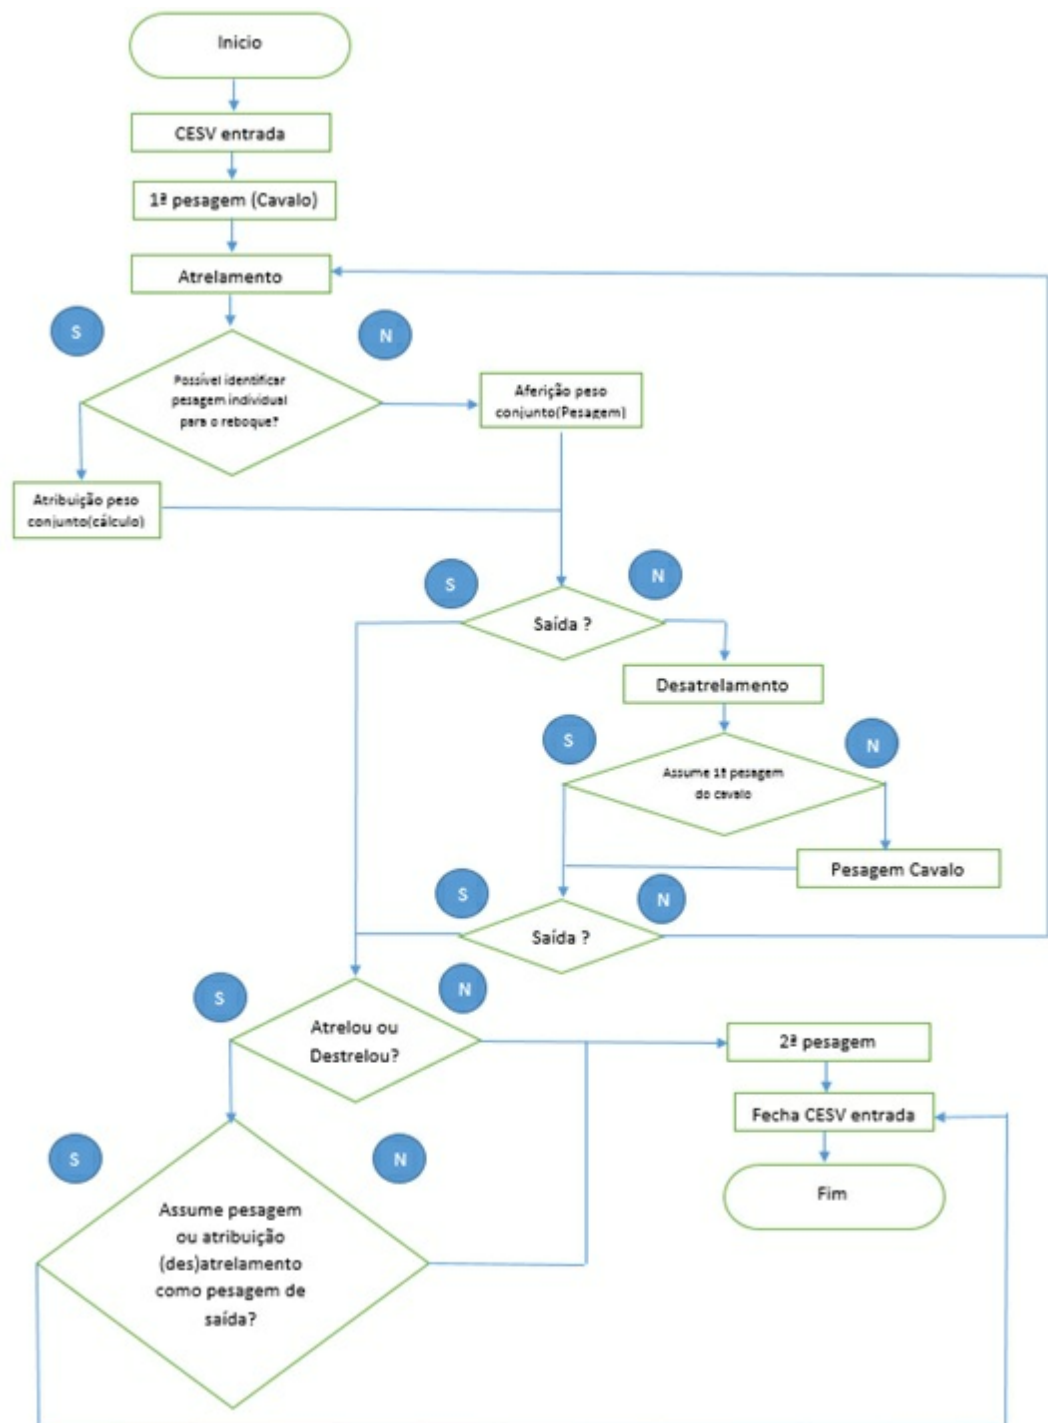 Inicio
CESV entrada
1ª pesagem (Cavalo)
Atrelamento
S
N
Possível identificar
pesagem individual
para o reboque?
Aferição peso
conjunto(Pesagem)
Atribuição peso
conjunto(cálculo)
S
N
Saída ?
Desatrelamento
S
N
Assume 1ª pesagem
do cavalo
Pesagem Cavalo
S
N
Saída ?
S
N
Atrelou ou
Destrelou?
2ª pesagem
Fecha CESV entrada
S
N
Fim
Assume pesagem
ou atribuição
(des)atrelamento
como pesagem de
saída?